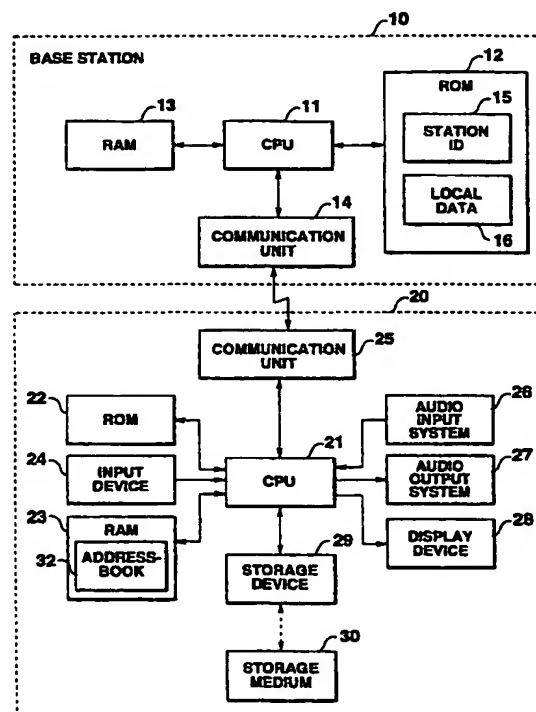 10
BASE STATION
12
ROM
13
11
15
RAM
CPU
STATION
ID
14
LOCAL
DATA
COMMUNICATION
UNIT
16
20
COMMUNICATION
UNIT
25
22
ROM
21
AUDIO
INPUT
SYSTEM
26
24
INPUT
DEVICE
CPU
AUDIO
OUTPUT
SYSTEM
27
23
RAM
29
DISPLAY
DEVICE
28
32
ADDRESS-
BOOK
STORAGE
DEVICE
30
STORAGE
MEDIUM